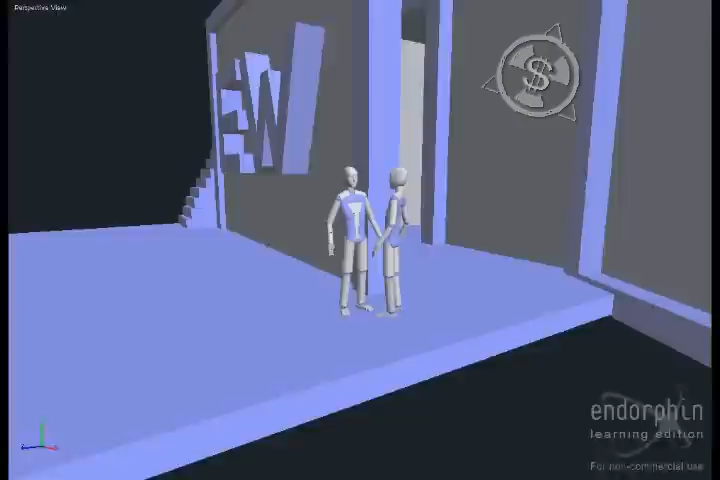 Perspective View
EW
$
endorphin
learning edition
For non-commercial use